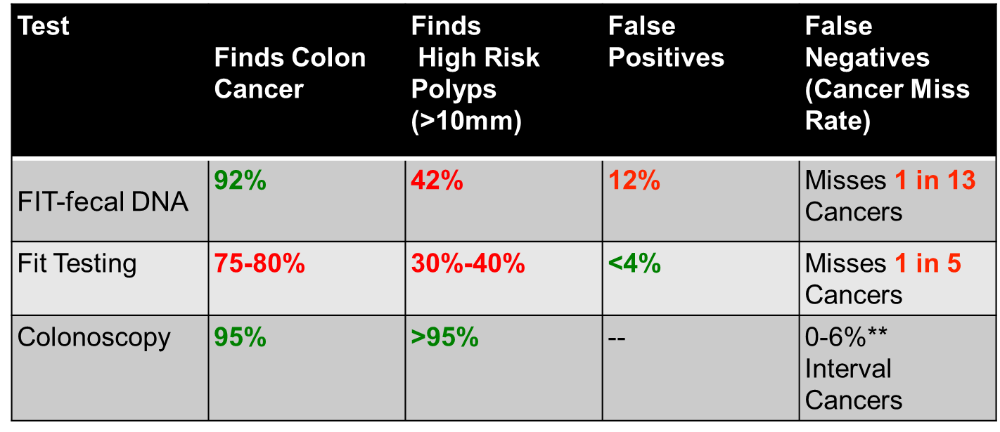 Test
Finds Colon
Cancer
Finds
High Risk
Polyps
(>10mm)
False
Positives
False
Negatives
(Cancer Miss
Rate)
FIT-fecal DNA
92%
42%
12%
Misses 1 in 13
Cancers
Fit Testing
75-80%
30%-40%
<4%
Misses 1 in 5
Cancers
Colonoscopy
95%
>95%
--
0-6%**
Interval
Cancers